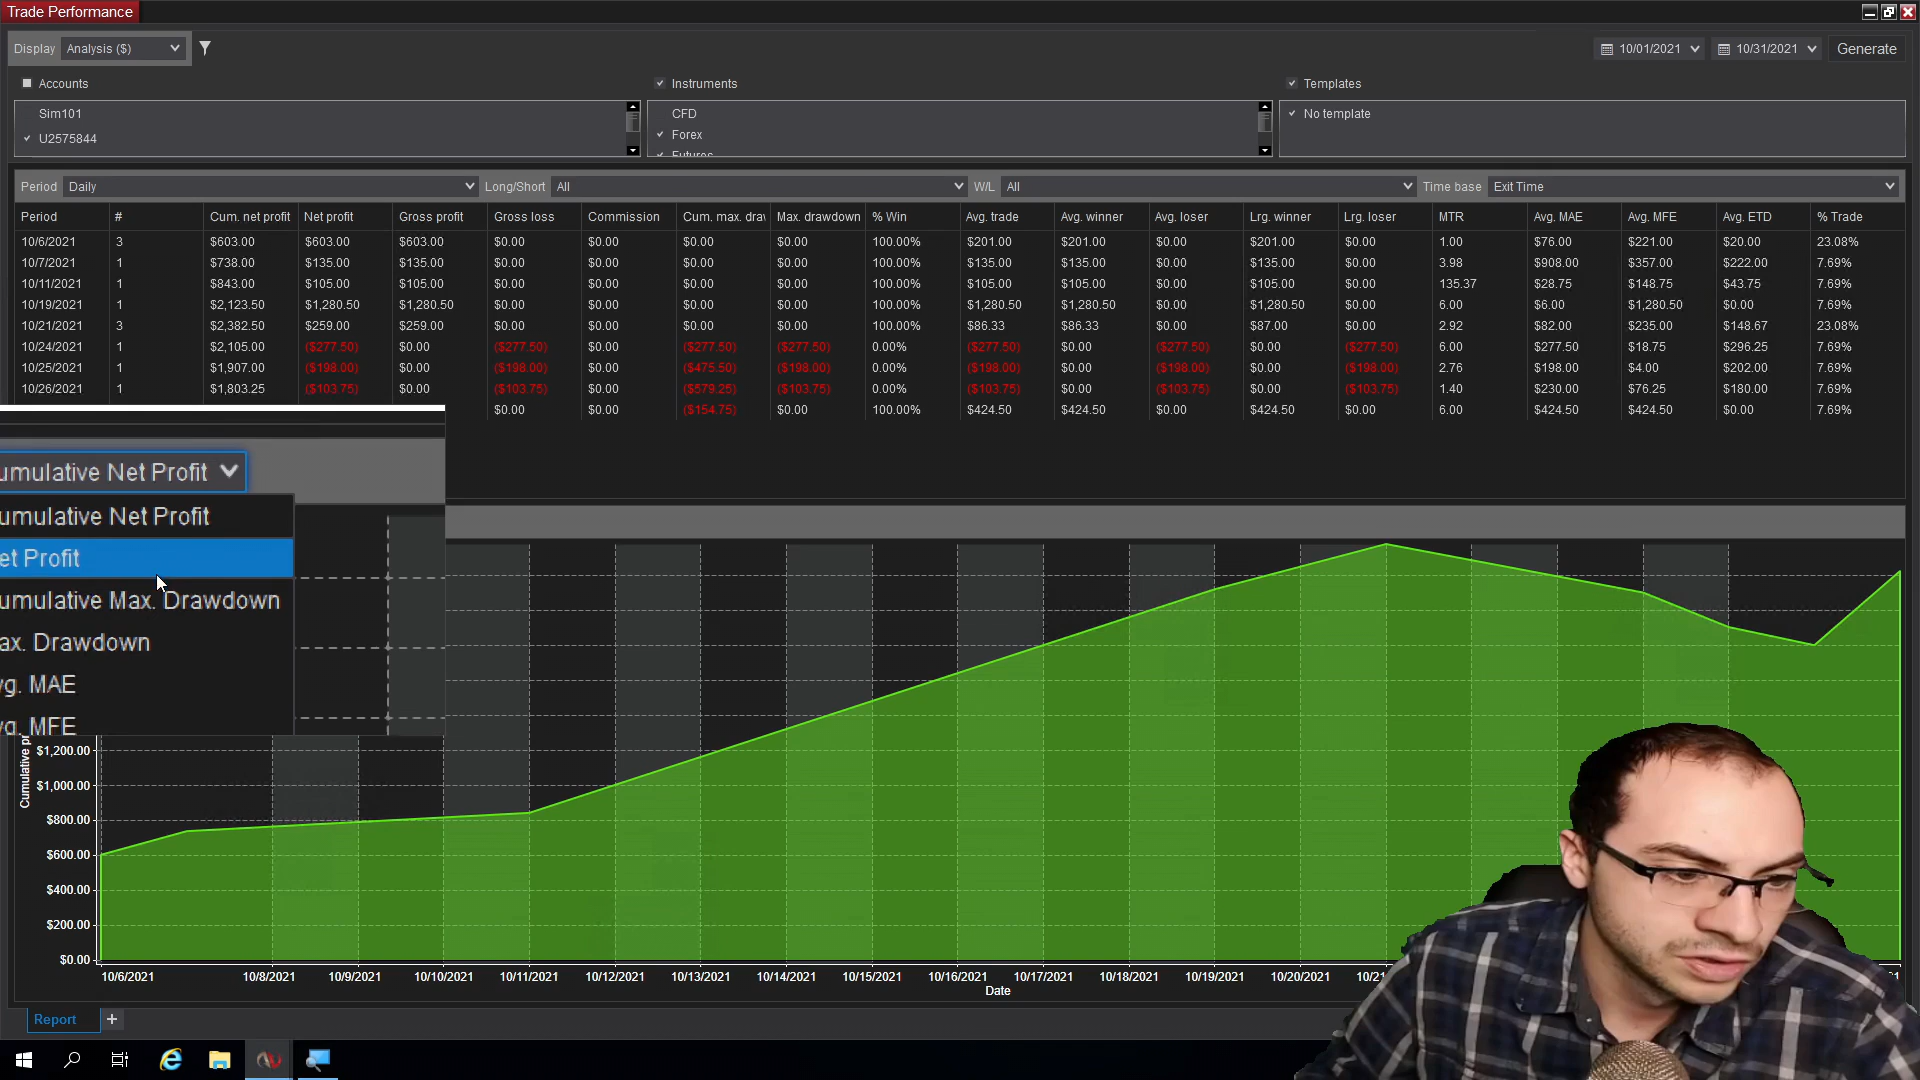 Trade Performance
Display Analysis ($) 10/01/2021 10/31/2021 Generate
Accounts Instruments Templates
Sim101 CFD No template
U2575844 Forex
Futures
Period Daily Long/Short All W/L All Time base Exit Time
Period # Cum. net profit Net profit Gross profit Gross loss Commission Cum. max. drav Max. drawdown % Win Avg. trade Avg. winner Avg. loser Lrg. winner Lrg. loser MTR Avg. MAE Avg. MFE Avg. ETD % Trade
10/6/2021 3 $603.00 $603.00 $603.00 $0.00 $0.00 $0.00 $0.00 100.00% $201.00 $201.00 $0.00 $201.00 $0.00 1.00 $76.00 $221.00 $20.00 23.08%
10/7/2021 1 $738.00 $135.00 $135.00 $0.00 $0.00 $0.00 $0.00 100.00% $135.00 $135.00 $0.00 $135.00 $0.00 3.98 $908.00 $357.00 $222.00 7.69%
10/11/2021 1 $843.00 $105.00 $105.00 $0.00 $0.00 $0.00 $0.00 100.00% $105.00 $105.00 $0.00 $105.00 $0.00 135.37 $28.75 $148.75 $43.75 7.69%
10/19/2021 1 $2,123.50 $1,280.50 $1,280.50 $0.00 $0.00 $0.00 $0.00 100.00% $1,280.50 $1,280.50 $0.00 $1,280.50 $0.00 6.00 $6.00 $1,280.50 $0.00 7.69%
10/21/2021 3 $2,382.50 $259.00 $259.00 $0.00 $0.00 $0.00 $0.00 100.00% $86.33 $86.33 $0.00 $87.00 $0.00 2.92 $82.00 $235.00 $148.67 23.08%
10/24/2021 1 $2,105.00 ($277.50) $0.00 ($277.50) $0.00 ($277.50) ($277.50) 0.00% ($277.50) $0.00 ($277.50) $0.00 ($277.50) 6.00 $277.50 $18.75 $296.25 7.69%
10/25/2021 1 $1,907.00 ($198.00) $0.00 ($198.00) $0.00 ($475.50) ($198.00) 0.00% ($198.00) $0.00 ($198.00) $0.00 ($198.00) 2.76 $198.00 $4.00 $202.00 7.69%
10/26/2021 1 $1,803.25 ($103.75) $0.00 ($103.75) $0.00 ($579.25) ($103.75) 0.00% ($103.75) $0.00 ($103.75) $0.00 ($103.75) 1.40 $230.00 $76.25 $180.00 7.69%
$0.00 $0.00 ($154.75) $0.00 100.00% $424.50 $424.50 $0.00 $424.50 $0.00 6.00 $424.50 $424.50 $0.00 7.69%
umulative Net Profit
umulative Net Profit
et Profit
umulative Max. Drawdown
ax. Drawdown
vg. MAE
vg. MFE
Cumulative pr
$1,200.00
$1,000.00
$800.00
$600.00
$400.00
$200.00
$0.00
10/6/2021 10/8/2021 10/9/2021 10/10/2021 10/11/2021 10/12/2021 10/13/2021 10/14/2021 10/15/2021 10/16/2021 10/17/2021 10/18/2021 10/19/2021 10/20/2021 10/21
Date
Report +